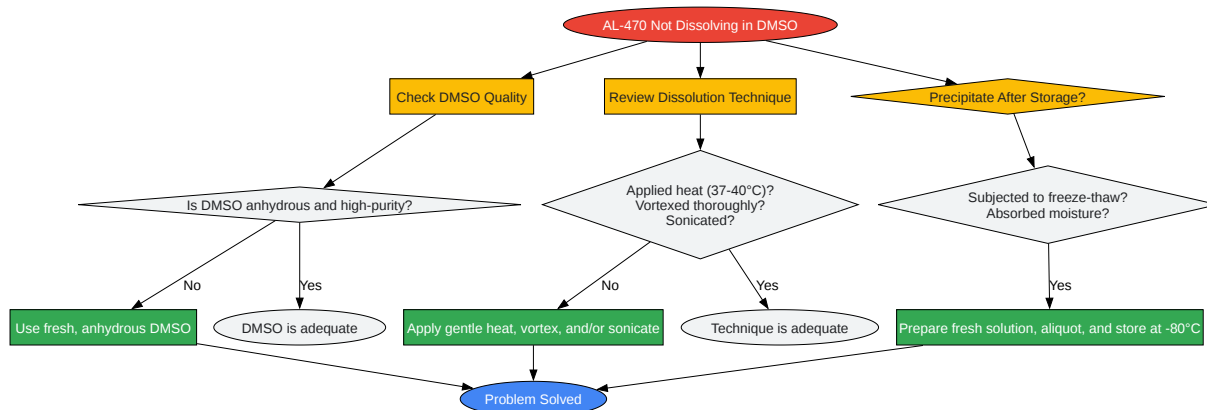 AL-470 Not Dissolving in DMSO
Check DMSO Quality
Review Dissolution Technique
Precipitate After Storage?
Is DMSO anhydrous and high-purity?
Applied heat (37-40°C)?
Vortexed thoroughly?
Sonicated?
Subjected to freeze-thaw?
Absorbed moisture?
No
Yes
No
Yes
Yes
Use fresh, anhydrous DMSO
DMSO is adequate
Apply gentle heat, vortex, and/or sonicate
Technique is adequate
Prepare fresh solution, aliquot, and store at -80°C
Problem Solved